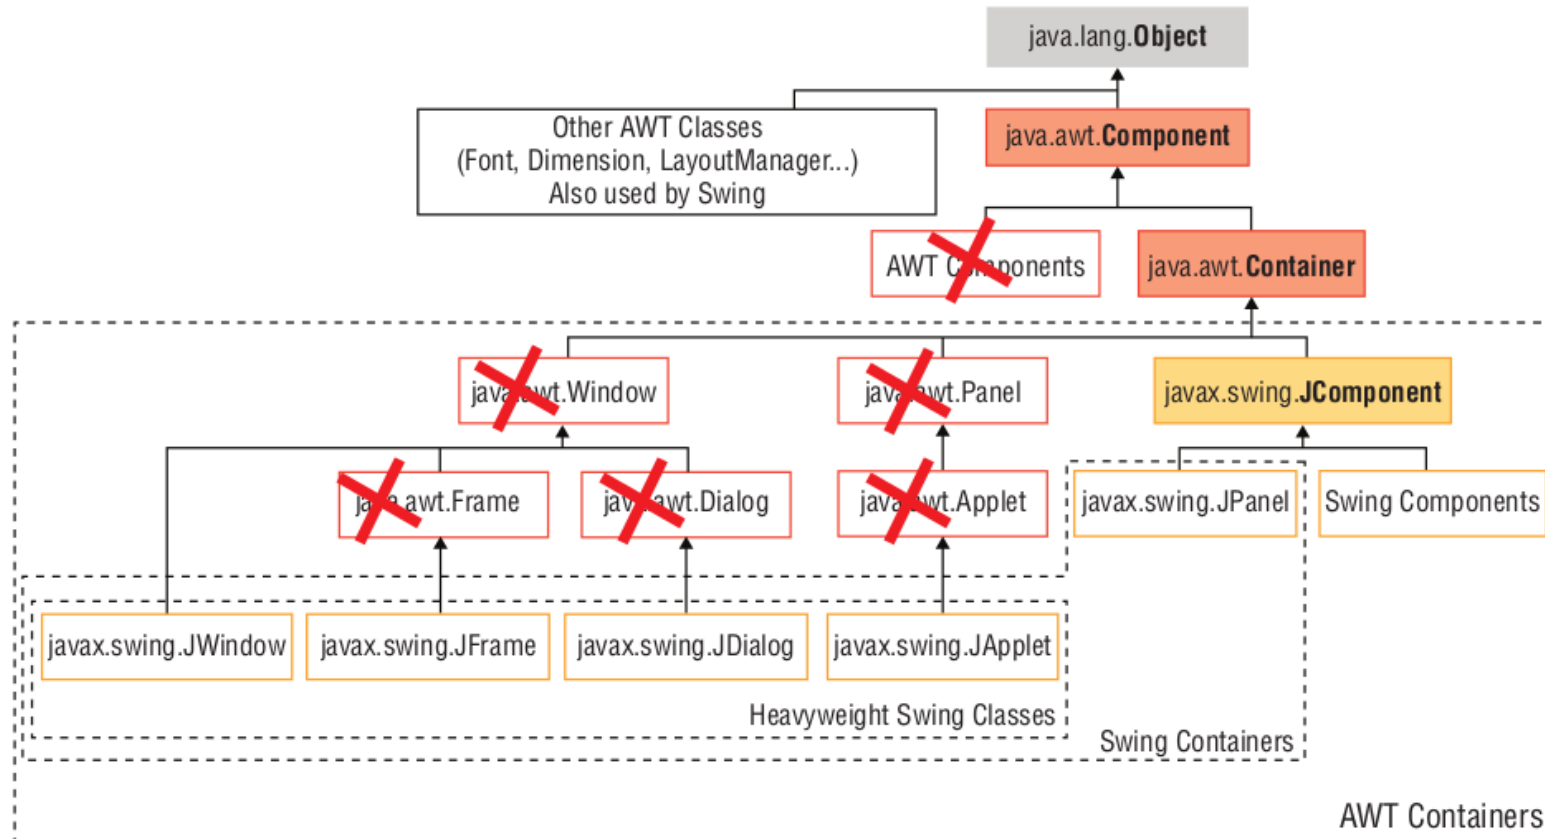 java.lang.Object
Other AWT Classes
(Font, Dimension, LayoutManager...)
Also used by Swing
java.awt.Component
AWT Components
java.awt.Container
java.awt.Window
java.awt.Panel
javax.swing.JComponent
java.awt.Frame
java.awt.Dialog
java.awt.Applet
javax.swing.JPanel
Swing Components
javax.swing.JWindow
javax.swing.JFrame
javax.swing.JDialog
javax.swing.JApplet
Heavyweight Swing Classes
Swing Containers
AWT Containers